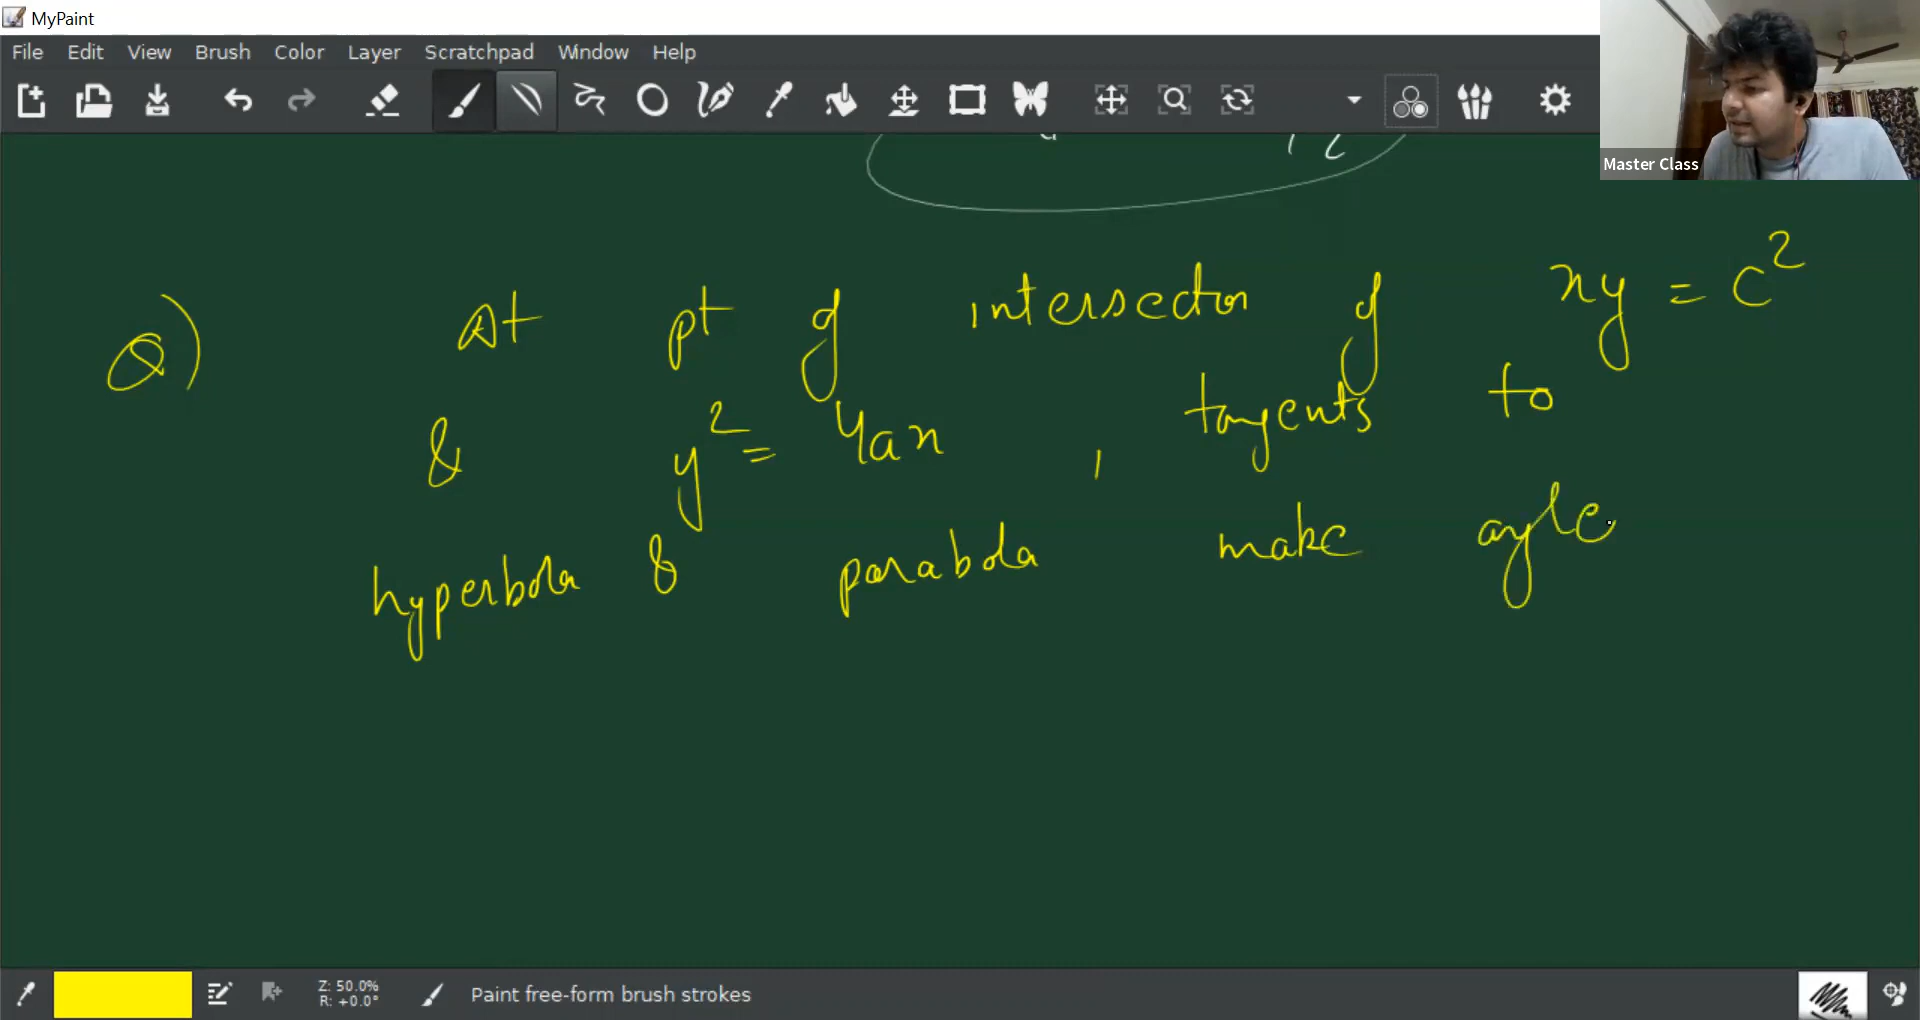 MyPaint
File Edit View Brush Color Layer Scratchpad Window Help
Master Class
Q) At pt of intersection of xy = c²
& y² = 4ax , tangents to
hyperbola & parabola make angle
Z: 50.0%
R: +0.0°
Paint free-form brush strokes